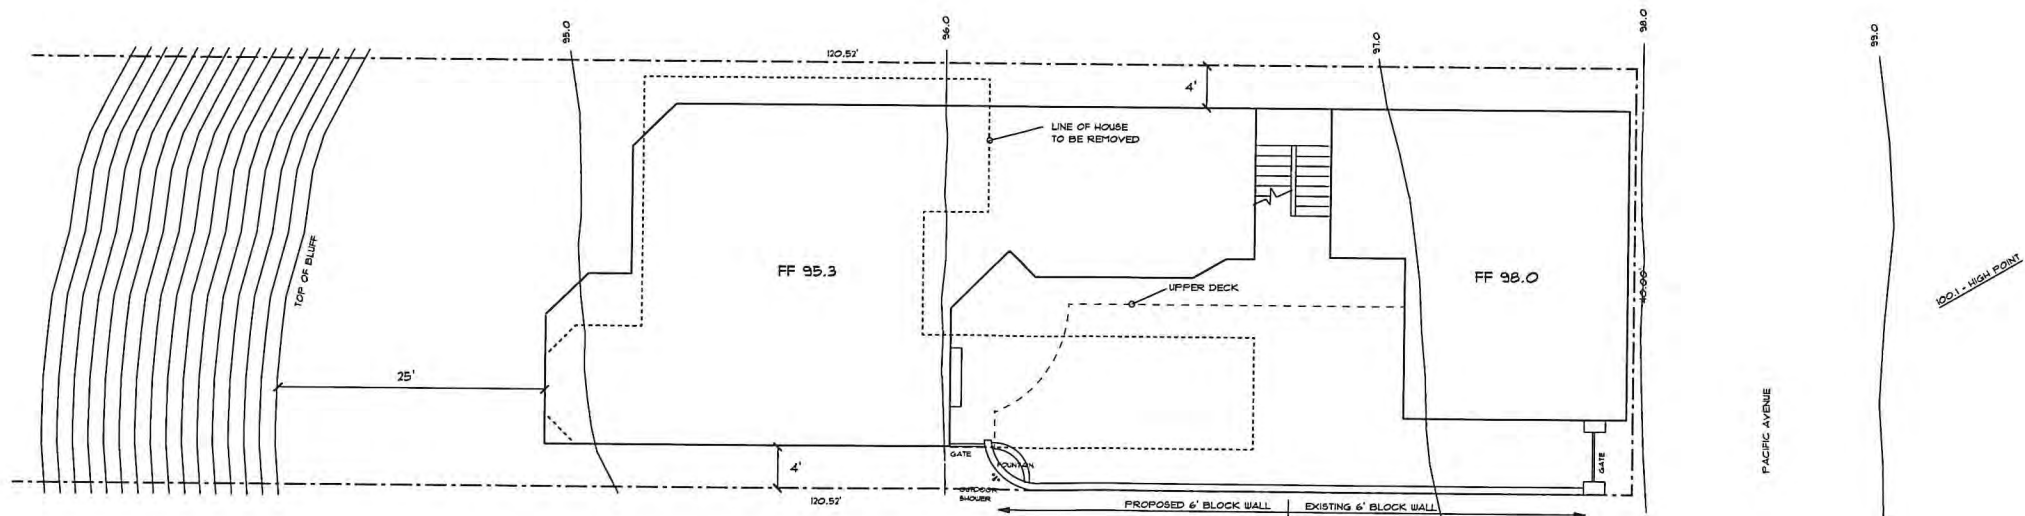 95.0
96.0
97.0
98.0
99.0
120.52'
4'
LINE OF HOUSE
TO BE REMOVED
TOP OF BLUFF
FF 95.3
UPPER DECK
FF 98.0
40.00'
100.1 - HIGH POINT
25'
4'
GATE
FOUNTAIN
OUTDOOR
SHOWER
GATE
PACIFIC AVENUE
120.52'
PROPOSED 6' BLOCK WALL
EXISTING 6' BLOCK WALL